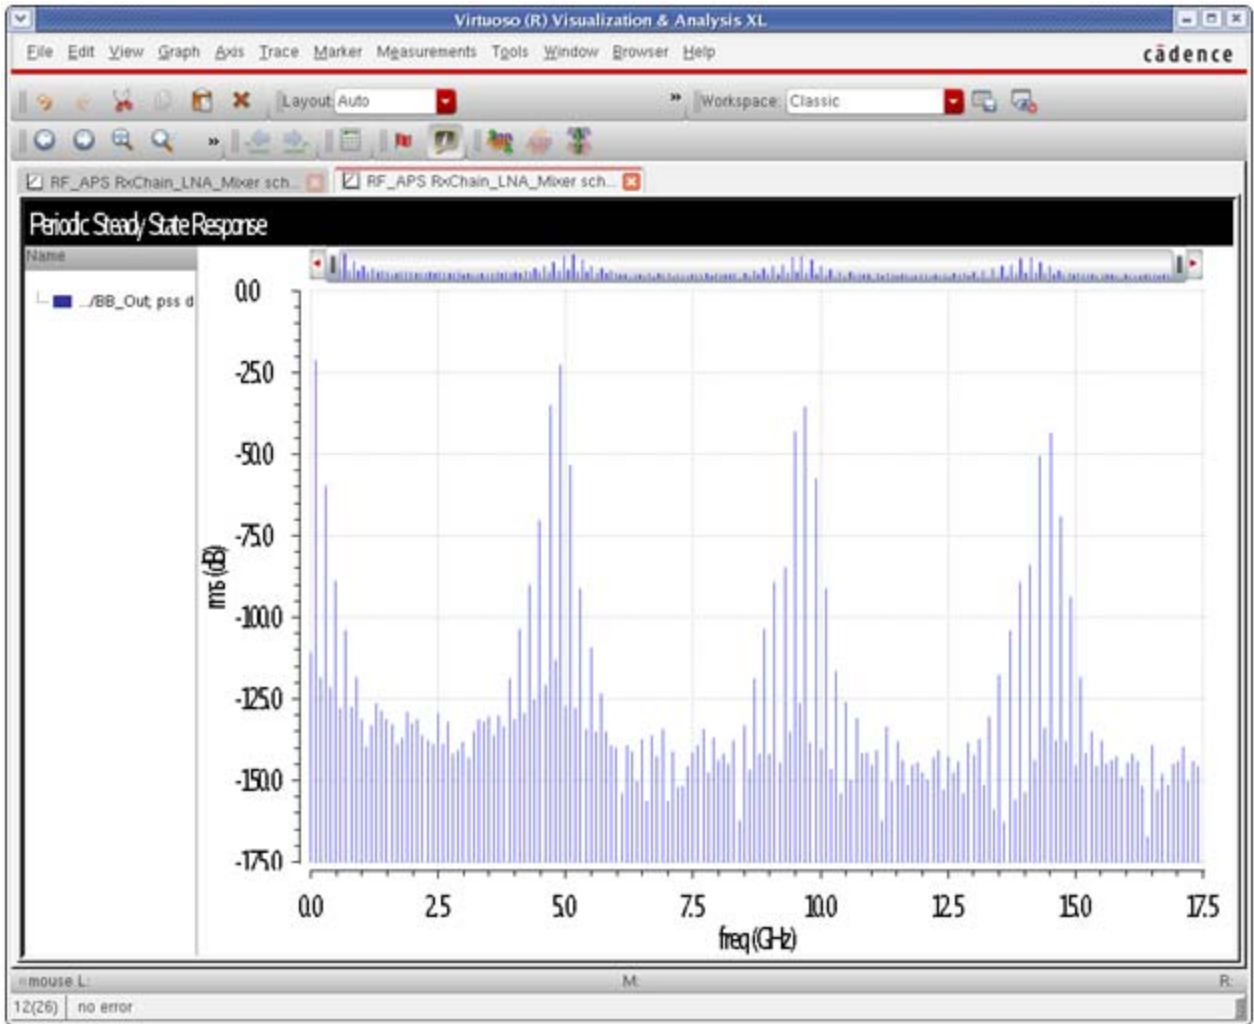 Virtuoso (R) Visualization & Analysis XL
File Edit View Graph Axis Trace Marker Measurements Tools Window Browser Help
cādence
Layout: Auto
» Workspace: Classic
»
RF_APS RxChain_LNA_Mixer sch... RF_APS RxChain_LNA_Mixer sch...
Periodic Steady State Response
Name
.../BB_Out; pss d
0.0
-25.0
-50.0
-75.0
-100.0
-125.0
-150.0
-175.0
rms (dB)
0.0 2.5 5.0 7.5 10.0 12.5 15.0 17.5
freq (GHz)
mouse L: M: R:
12(26) no error